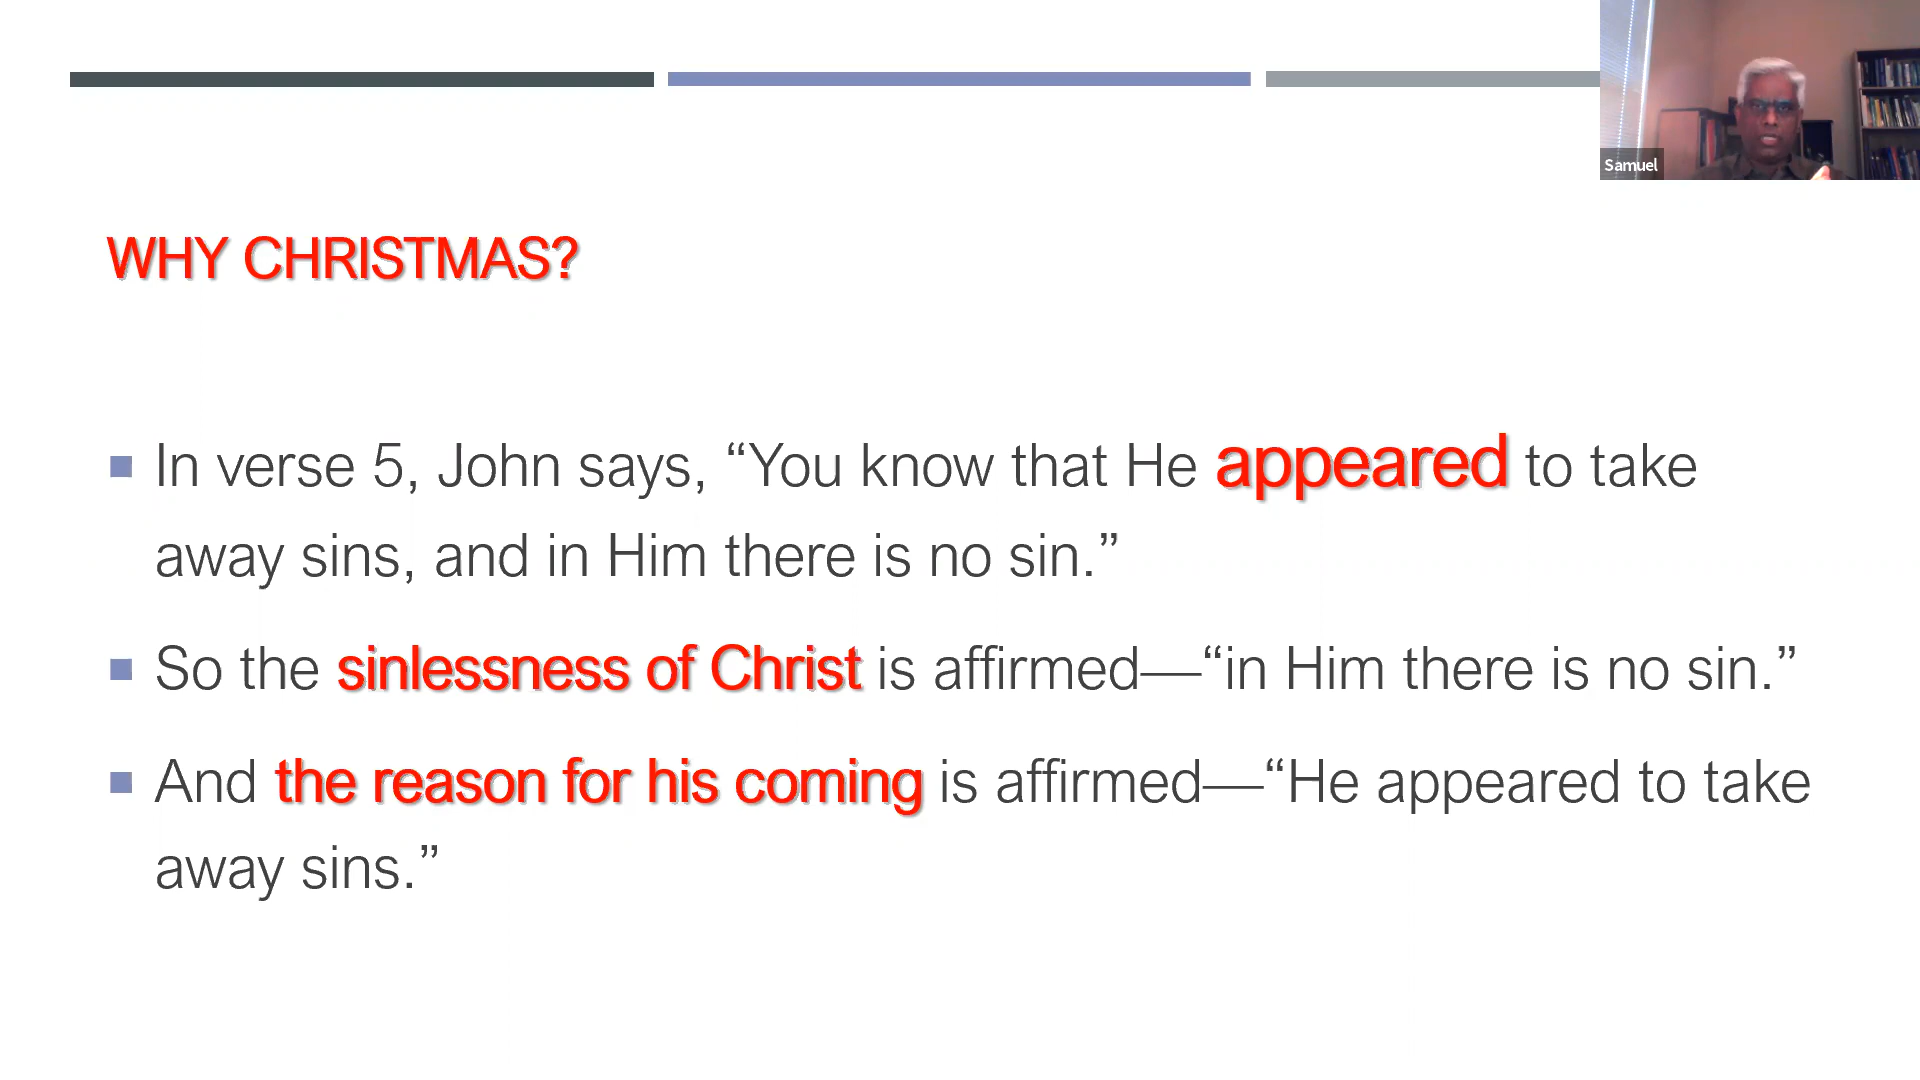 Samuel
WHY CHRISTMAS?
In verse 5, John says, “You know that He appeared to take
away sins, and in Him there is no sin.”
So the sinlessness of Christ is affirmed—“in Him there is no sin.”
And the reason for his coming is affirmed—“He appeared to take
away sins.”